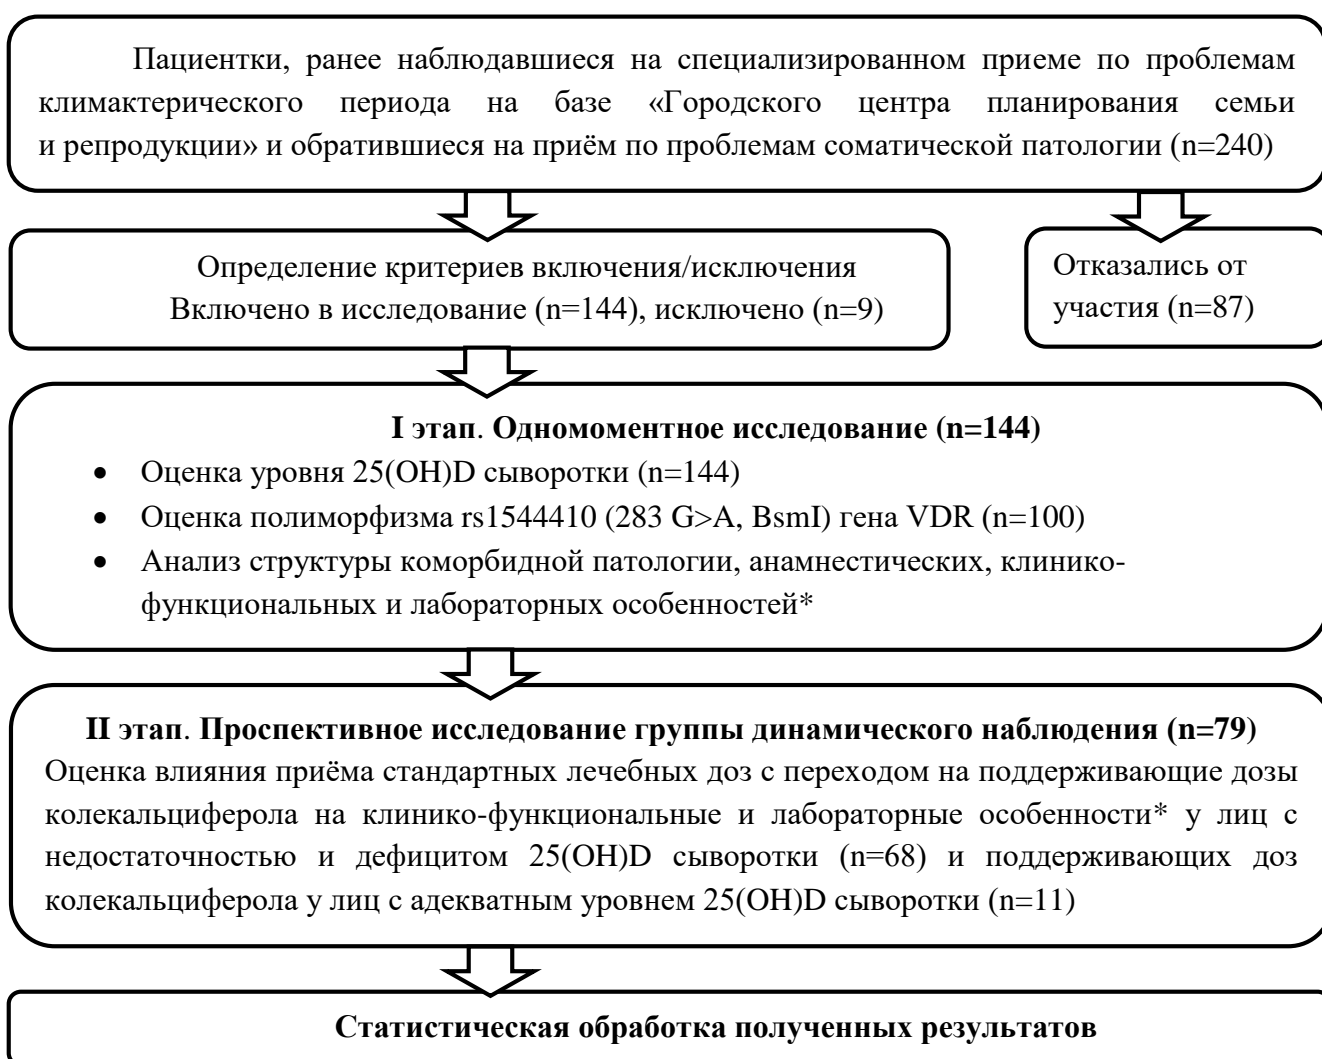 Пациентки, ранее наблюдавшиеся на специализированном приеме по проблемам
климактерического периода на базе «Городского центра планирования семьи
и репродукции» и обратившиеся на приём по проблемам соматической патологии (n=240)
Определение критериев включения/исключения
Включено в исследование (n=144), исключено (n=9)
Отказались от
участия (n=87)
I этап. Одномоментное исследование (n=144)
• Оценка уровня 25(OH)D сыворотки (n=144)
• Оценка полиморфизма rs1544410 (283 G>A, BsmI) гена VDR (n=100)
• Анализ структуры коморбидной патологии, анамнестических, клинико-
функциональных и лабораторных особенностей*
II этап. Проспективное исследование группы динамического наблюдения (n=79)
Оценка влияния приёма стандартных лечебных доз с переходом на поддерживающие дозы
колекальциферола на клинико-функциональные и лабораторные особенности* у лиц с
недостаточностью и дефицитом 25(OH)D сыворотки (n=68) и поддерживающих доз
колекальциферола у лиц с адекватным уровнем 25(OH)D сыворотки (n=11)
Статистическая обработка полученных результатов